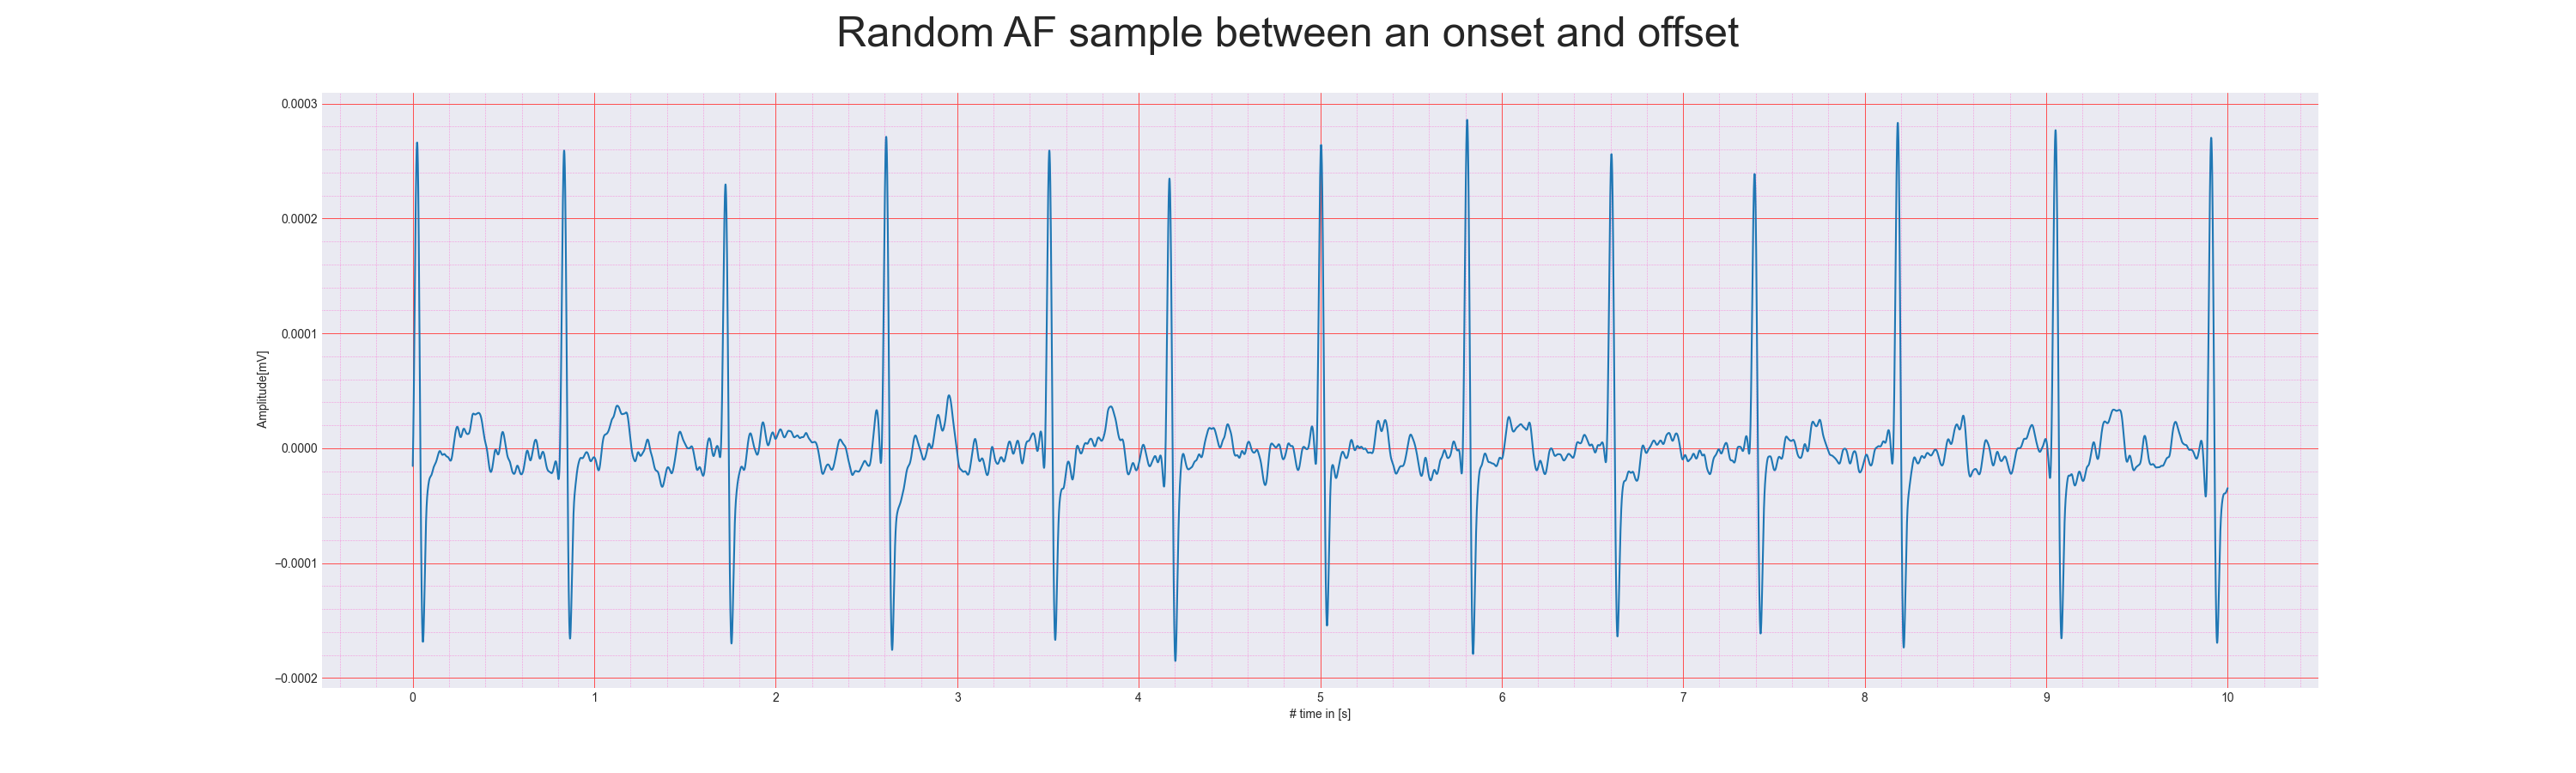 Random AF sample between an onset and offset
0.0003
0.0002
0.0001
0.0000
−0.0001
−0.0002
Amplitude[mV]
0 1 2 3 4 5 6 7 8 9 10
# time in [s]